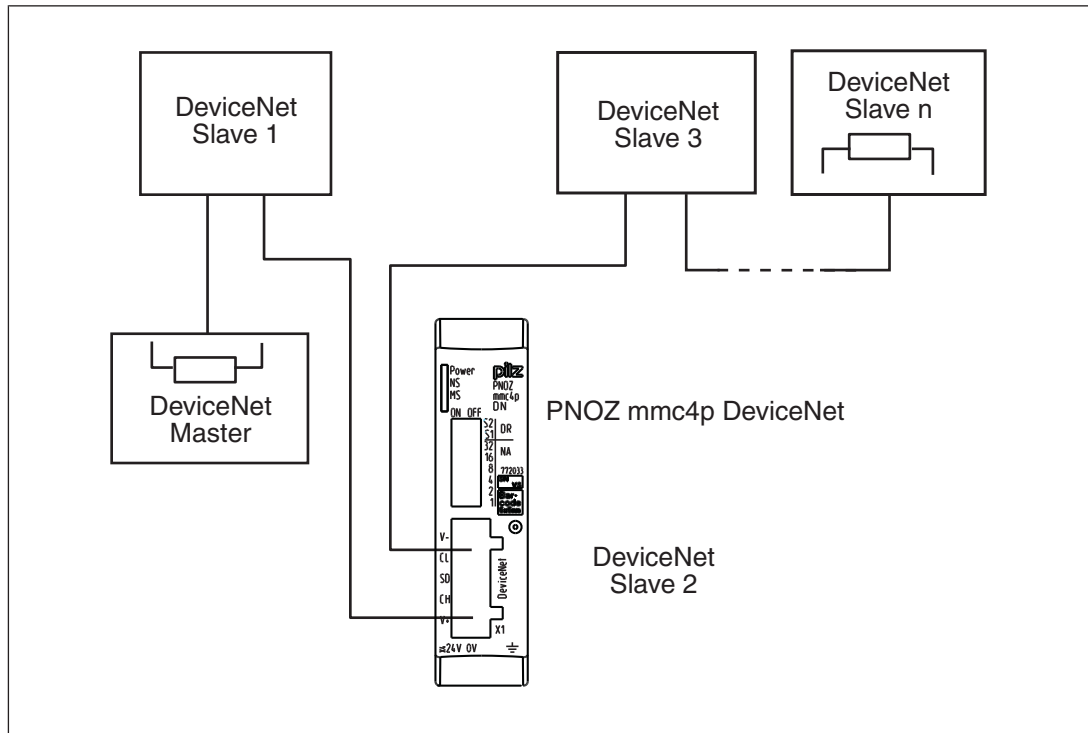 DeviceNet
Slave 1
DeviceNet
Slave 3
DeviceNet
Slave n
DeviceNet
Master
Power
NS
MS
pilz
PNOZ
mmc4p
DN
ON OFF
S2
S1
32
16
8
4
2
1
DR
NA
772033
V-
CL
SD
CH
V+
DeviceNet
X1
24V 0V
PNOZ mmc4p DeviceNet
DeviceNet
Slave 2